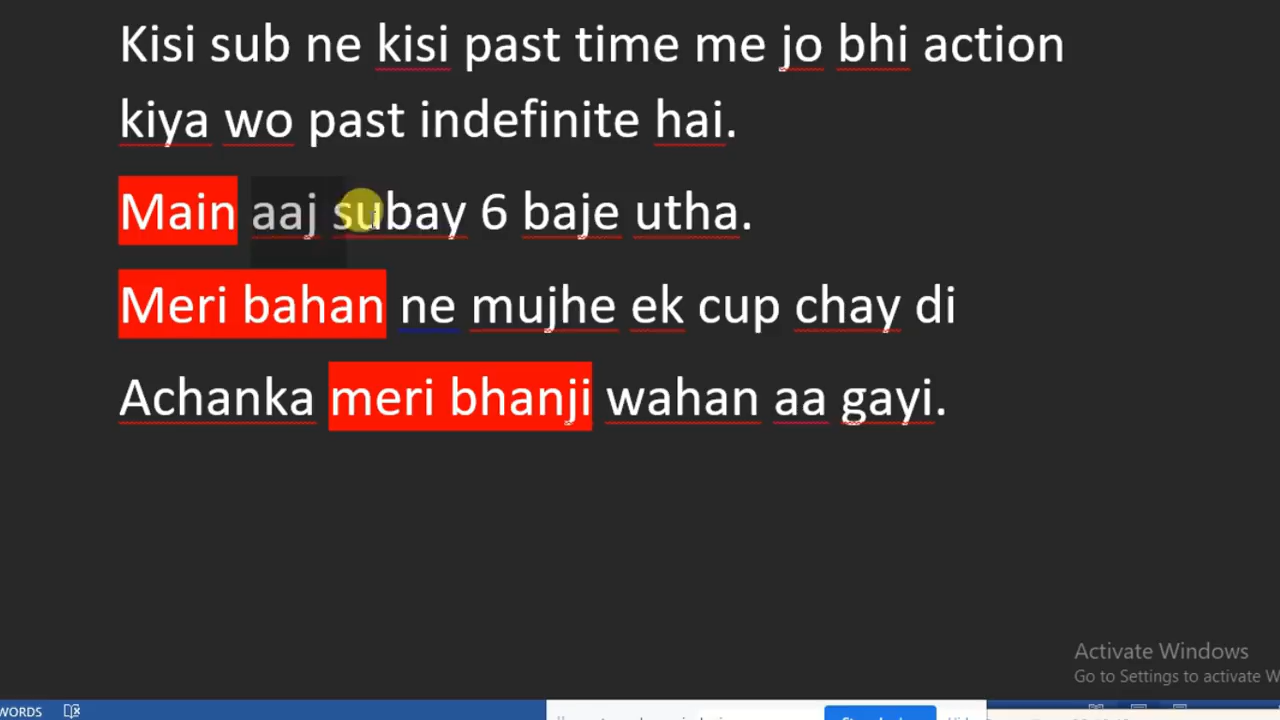 Kisi sub ne kisi past time me jo bhi action
kiya wo past indefinite hai.
Main aaj subay 6 baje utha.
Meri bahan ne mujhe ek cup chay di
Achanka meri bhanji wahan aa gayi.
Activate Windows
Go to Settings to activate W
WORDS